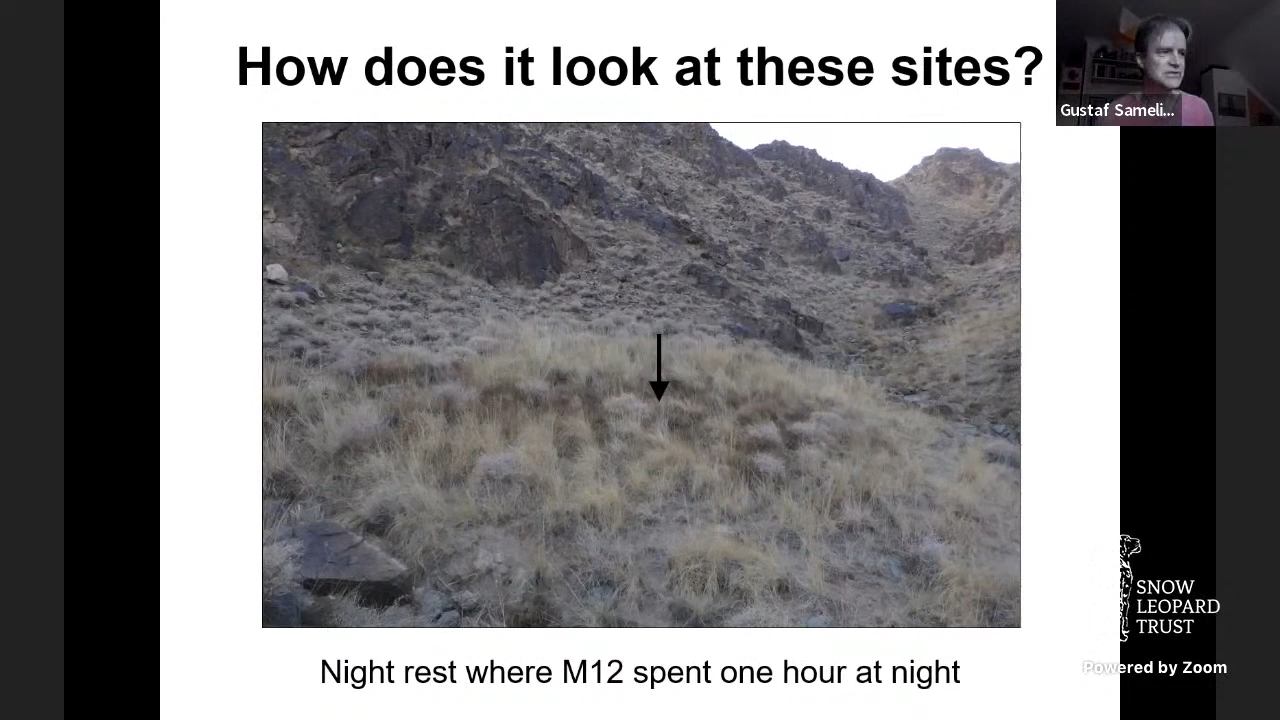 How does it look at these sites?
Gustaf Sameli...
SNOW
LEOPARD
TRUST
Night rest where M12 spent one hour at night
Powered by Zoom